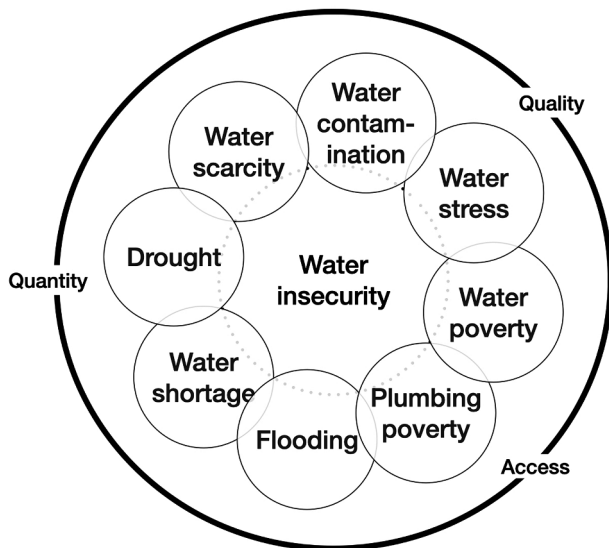 Water
contam-
ination
Quality
Water
scarcity
Water
stress
Drought
Water
insecurity
Quantity
Water
poverty
Water
shortage
Plumbing
poverty
Flooding
Access